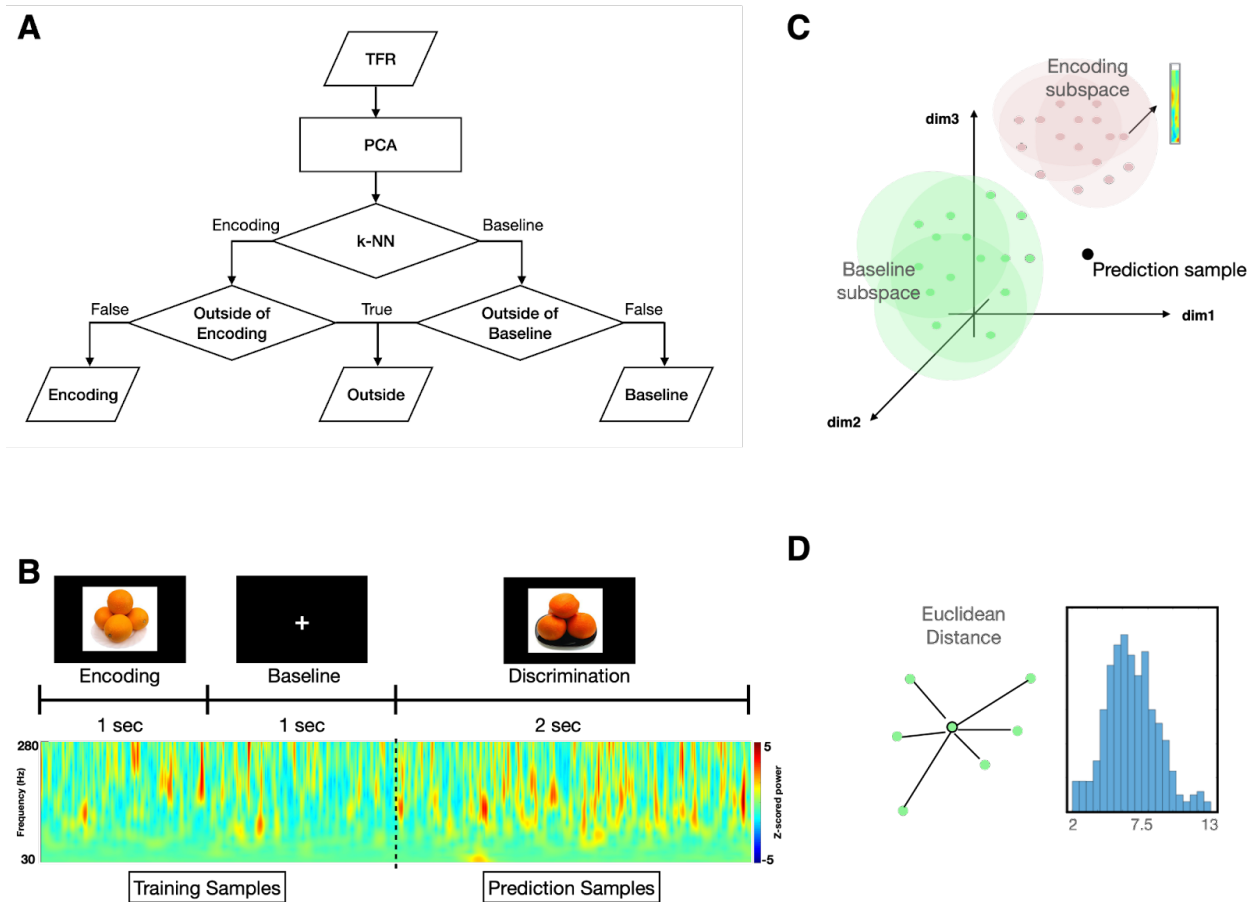 A
TFR
PCA
Encoding
Baseline
k-NN
False
True
False
Outside of
Encoding
Outside of
Baseline
Encoding
Outside
Baseline
C
Encoding
subspace
dim3
Baseline
subspace
Prediction sample
dim1
dim2
B
+
Encoding
Baseline
Discrimination
1 sec
1 sec
2 sec
280
Frequency (Hz)
30
5
Z-scored power
-5
Training Samples
Prediction Samples
D
Euclidean
Distance
2
7.5
13